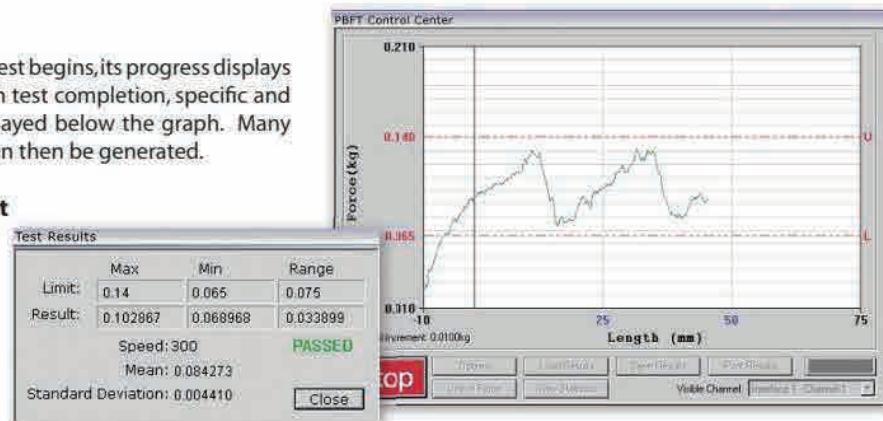 PBFT Control Center
est begins, its progress displays
n test completion, specific and
ayed below the graph. Many
n then be generated.
t
0.210
0.140
U
Force(kg)
0.065
L
-10
25
50
75
Length (mm)
0.0100kg
Visible Channel
Test Results
Max Min Range
Limit: 0.14 0.065 0.075
Result: 0.102867 0.068968 0.033899
Speed: 300 PASSED
Mean: 0.084273
Standard Deviation: 0.004410
Close